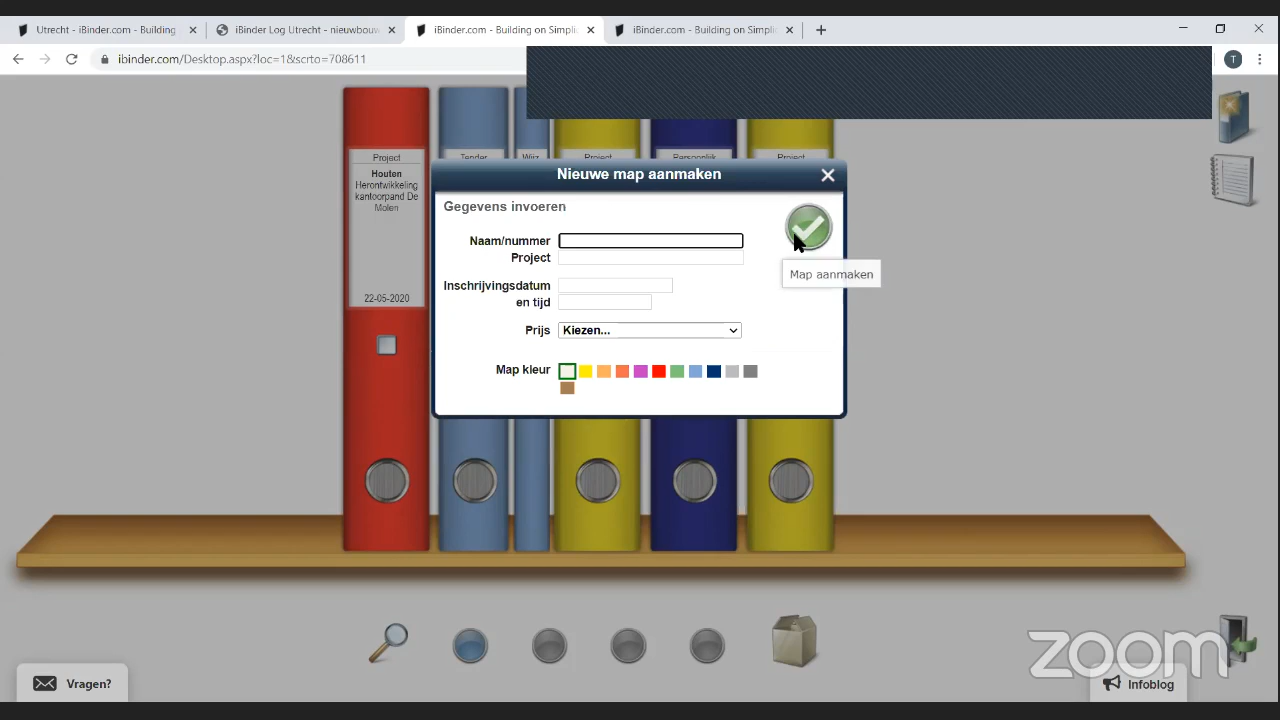 Utrecht - iBinder.com - Building
iBinder Log Utrecht - nieuwbouw
iBinder.com - Building on Simpli
iBinder.com - Building on Simpli
ibinder.com/Desktop.aspx?loc=1&scrto=708611
T
Project
Tender
Wijz.
Project
Persoonlijk
Project
Houten
Herontwikkeling
kantoorpand De
Molen
22-05-2020
Nieuwe map aanmaken
Gegevens invoeren
Naam/nummer
Project
Map aanmaken
Inschrijvingsdatum
en tijd
Prijs
Kiezen...
Map kleur
Vragen?
zoom
Infoblog